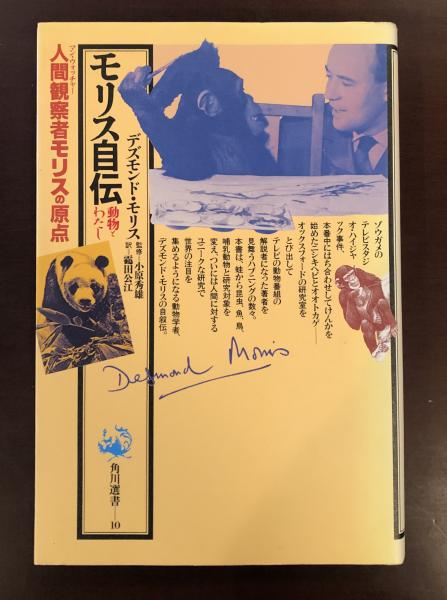 モリス自伝
動物と
わたし
デズモンド・モリス
監修―小原秀雄
訳―
マン・ウォッチャー
人間観察者モリスの原点
ゾウガメの
テレビスタジ
オ・ハイジャ
ック事件、
本番中にはち合わせしてけんかを
始めたニシキヘビとオオトカゲ――
オックスフォードの研究室を
とび出して
テレビの動物番組の
解説者になった著者を
見舞うハプニングの数々。
本書は、蛙から昆虫、魚、鳥、
哺乳動物と研究対象を
変え、ついには人間に対する
ユニークな研究で
世界の注目を
集めるようになる動物学者、
デズモンド・モリスの自叙伝。
Desmond Morris
角川選書―10